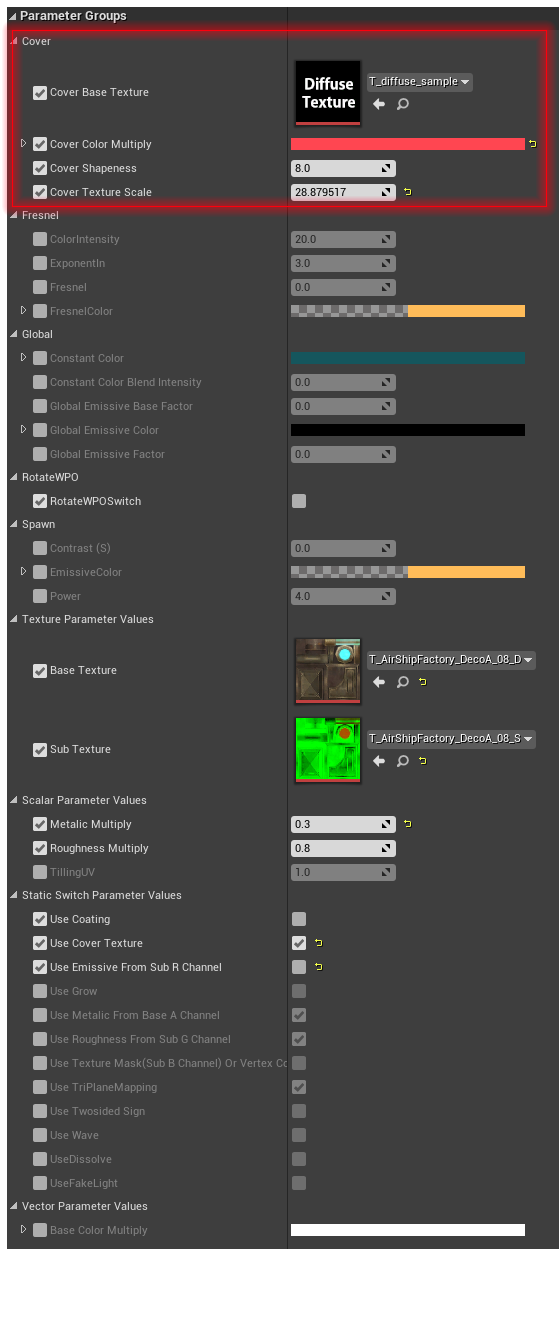 Parameter Groups
Cover
Cover Base Texture
Diffuse
Texture
T_diffuse_sample
Cover Color Multiply
Cover Shapeness 8.0
Cover Texture Scale 28.879517
Fresnel
ColorIntensity 20.0
ExponentIn 3.0
Fresnel 0.0
FresnelColor
Global
Constant Color
Constant Color Blend Intensity 0.0
Global Emissive Base Factor 0.0
Global Emissive Color
Global Emissive Factor 0.0
RotateWPO
RotateWPOSwitch
Spawn
Contrast (S) 0.0
EmissiveColor
Power 4.0
Texture Parameter Values
Base Texture T_AirShipFactory_DecoA_08_D
Sub Texture T_AirShipFactory_DecoA_08_S
Scalar Parameter Values
Metalic Multiply 0.3
Roughness Multiply 0.8
TillingUV 1.0
Static Switch Parameter Values
Use Coating
Use Cover Texture
Use Emissive From Sub R Channel
Use Grow
Use Metalic From Base A Channel
Use Roughness From Sub G Channel
Use Texture Mask(Sub B Channel) Or Vertex Cc
Use TriPlaneMapping
Use Twosided Sign
Use Wave
UseDissolve
UseFakeLight
Vector Parameter Values
Base Color Multiply